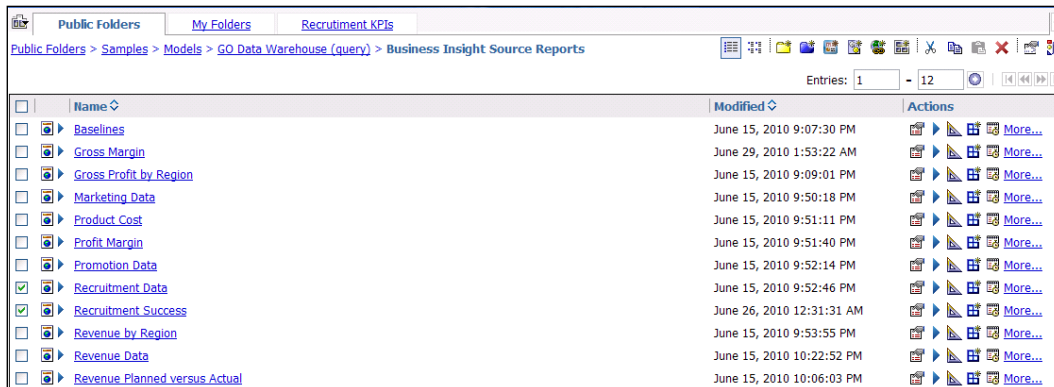 Public Folders My Folders Recrutiment KPIs
Public Folders > Samples > Models > GO Data Warehouse (query) > Business Insight Source Reports
Entries: 1 - 12
Name Modified Actions
Baselines June 15, 2010 9:07:30 PM More...
Gross Margin June 29, 2010 1:53:22 AM More...
Gross Profit by Region June 15, 2010 9:09:01 PM More...
Marketing Data June 15, 2010 9:50:18 PM More...
Product Cost June 15, 2010 9:51:11 PM More...
Profit Margin June 15, 2010 9:51:40 PM More...
Promotion Data June 15, 2010 9:52:14 PM More...
Recruitment Data June 15, 2010 9:52:46 PM More...
Recruitment Success June 26, 2010 12:31:31 AM More...
Revenue by Region June 15, 2010 9:53:55 PM More...
Revenue Data June 15, 2010 10:22:52 PM More...
Revenue Planned versus Actual June 15, 2010 10:06:03 PM More...